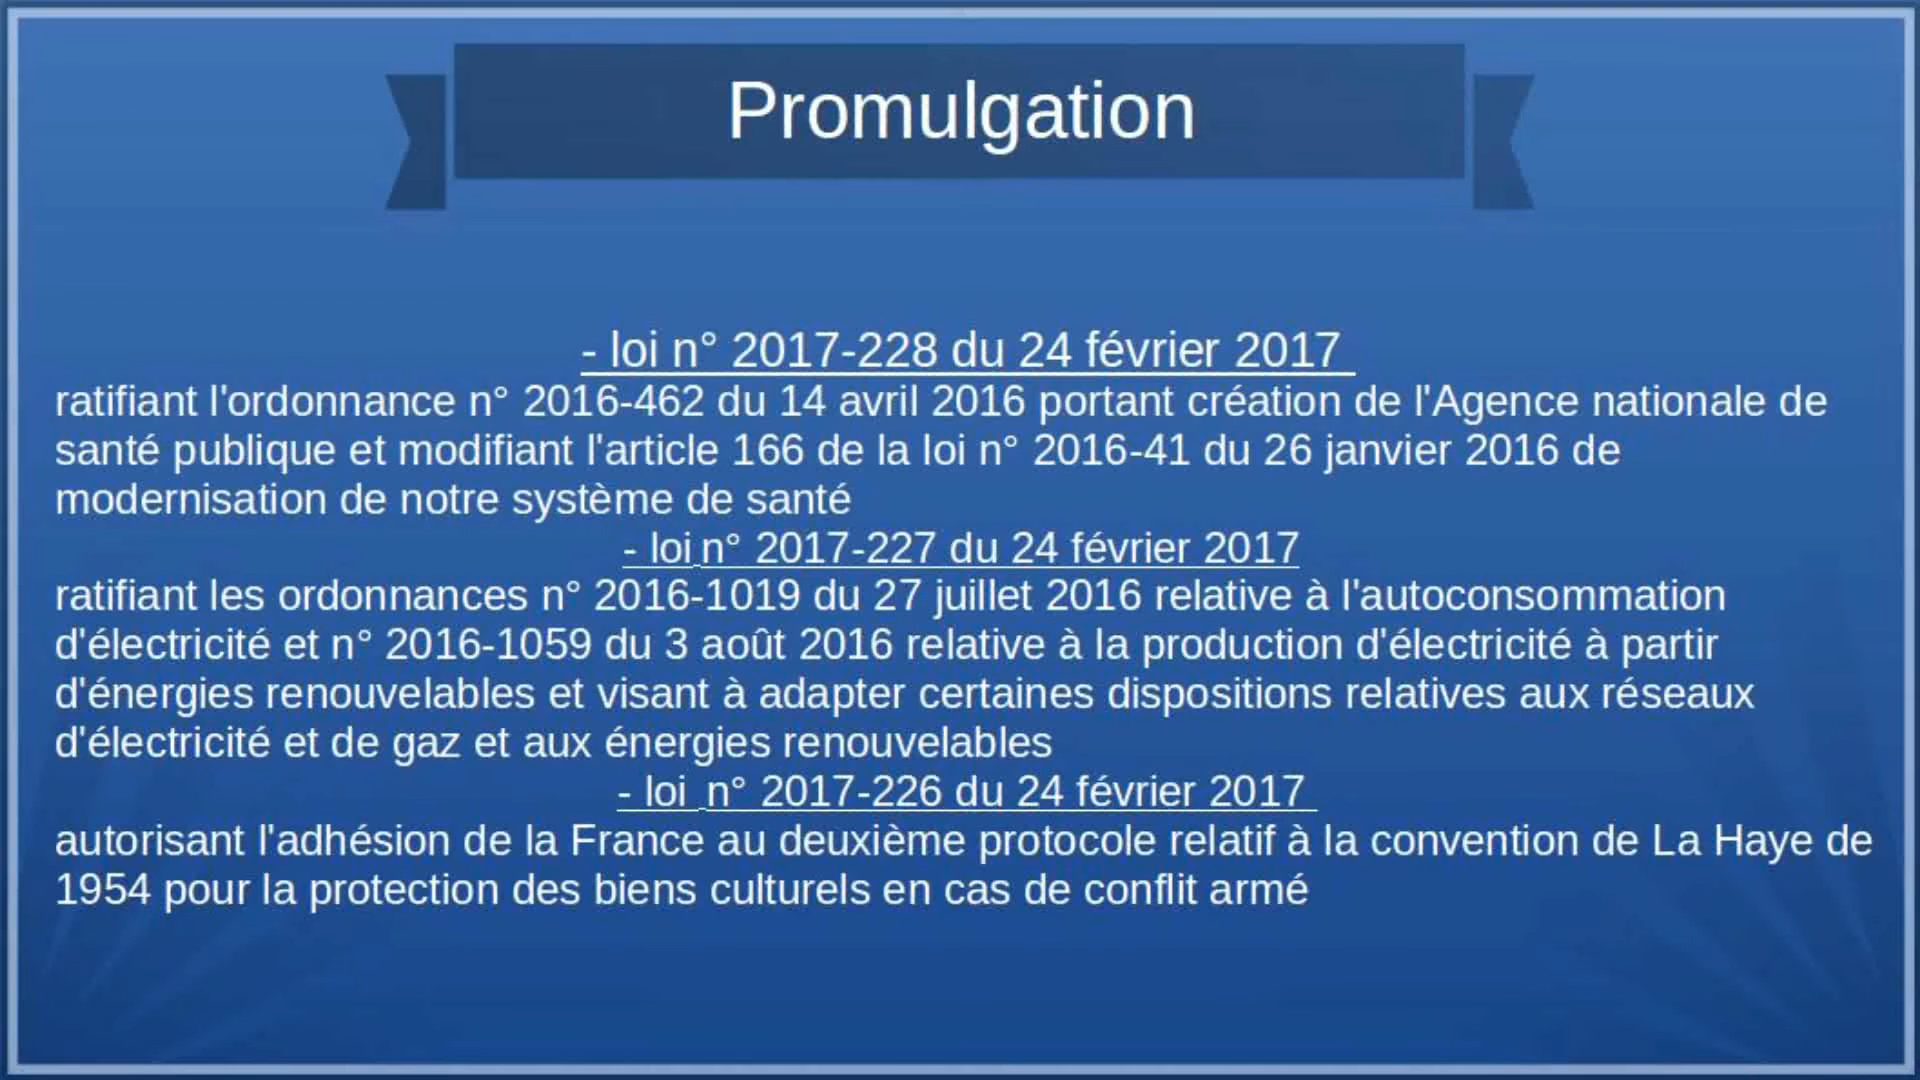 Promulgation
- loi n° 2017-228 du 24 février 2017
ratifiant l'ordonnance n° 2016-462 du 14 avril 2016 portant création de l'Agence nationale de
santé publique et modifiant l'article 166 de la loi n° 2016-41 du 26 janvier 2016 de
modernisation de notre système de santé
- loi n° 2017-227 du 24 février 2017
ratifiant les ordonnances n° 2016-1019 du 27 juillet 2016 relative à l'autoconsommation
d'électricité et n° 2016-1059 du 3 août 2016 relative à la production d'électricité à partir
d'énergies renouvelables et visant à adapter certaines dispositions relatives aux réseaux
d'électricité et de gaz et aux énergies renouvelables
- loi n° 2017-226 du 24 février 2017
autorisant l'adhésion de la France au deuxième protocole relatif à la convention de La Haye de
1954 pour la protection des biens culturels en cas de conflit armé